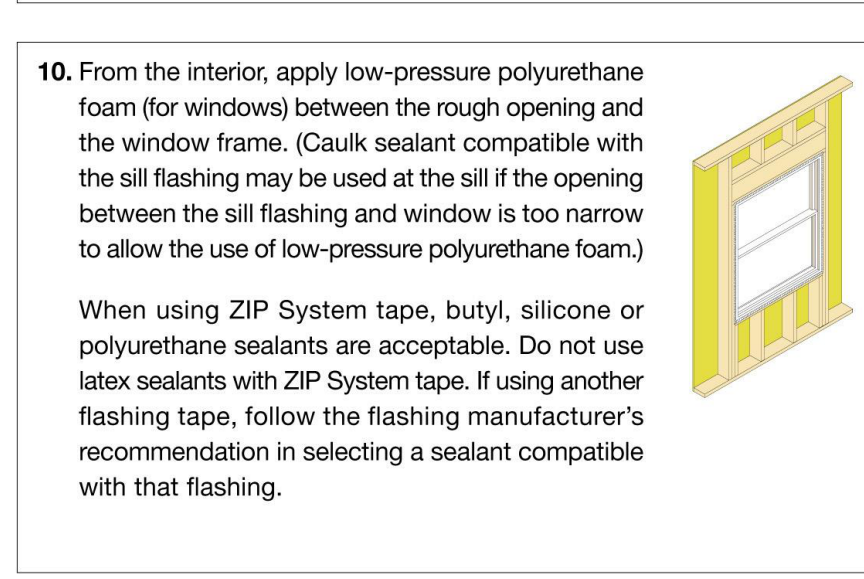 10. From the interior, apply low-pressure polyurethane
foam (for windows) between the rough opening and
the window frame. (Caulk sealant compatible with
the sill flashing may be used at the sill if the opening
between the sill flashing and window is too narrow
to allow the use of low-pressure polyurethane foam.)
When using ZIP System tape, butyl, silicone or
polyurethane sealants are acceptable. Do not use
latex sealants with ZIP System tape. If using another
flashing tape, follow the flashing manufacturer’s
recommendation in selecting a sealant compatible
with that flashing.